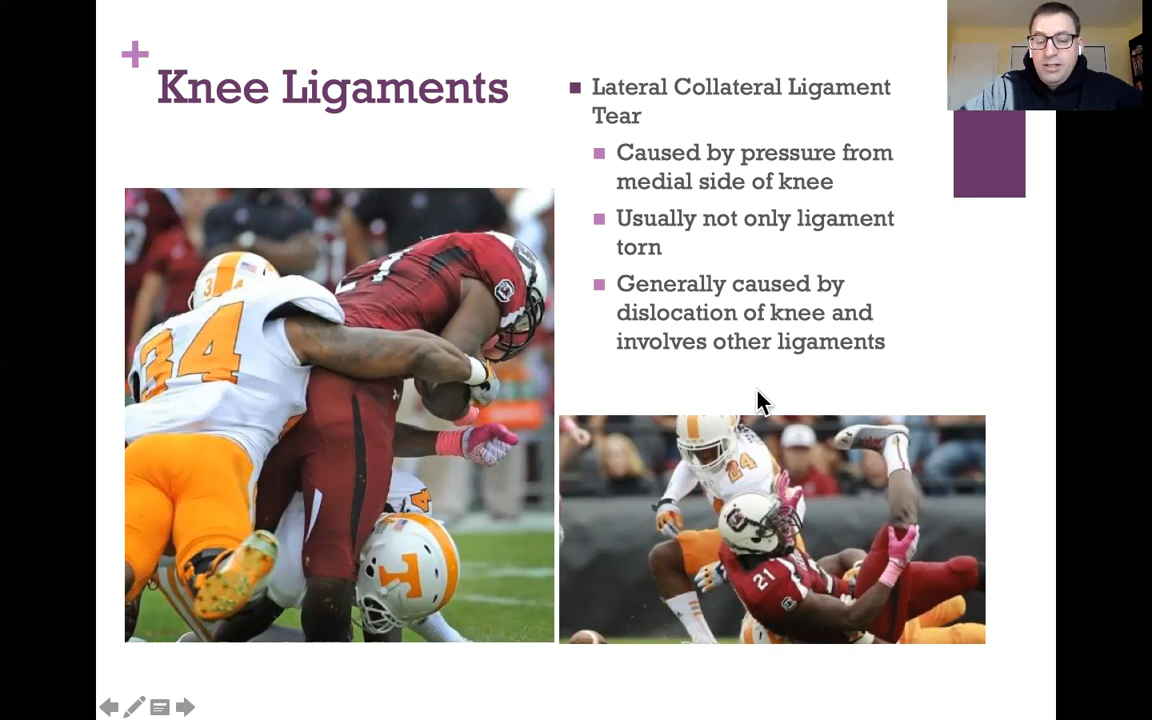 +
Knee Ligaments
Lateral Collateral Ligament
Tear
Caused by pressure from
medial side of knee
Usually not only ligament
torn
Generally caused by
dislocation of knee and
involves other ligaments
34
34
T
24
21